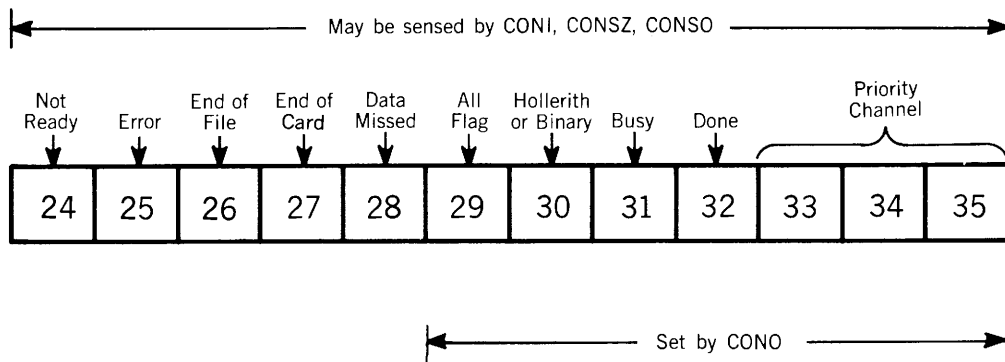 May be sensed by CONI, CONSZ, CONSO
Not Ready
Error
End of File
End of Card
Data Missed
All Flag
Hollerith or Binary
Busy
Done
Priority Channel
24 25 26 27 28 29 30 31 32 33 34 35
Set by CONO